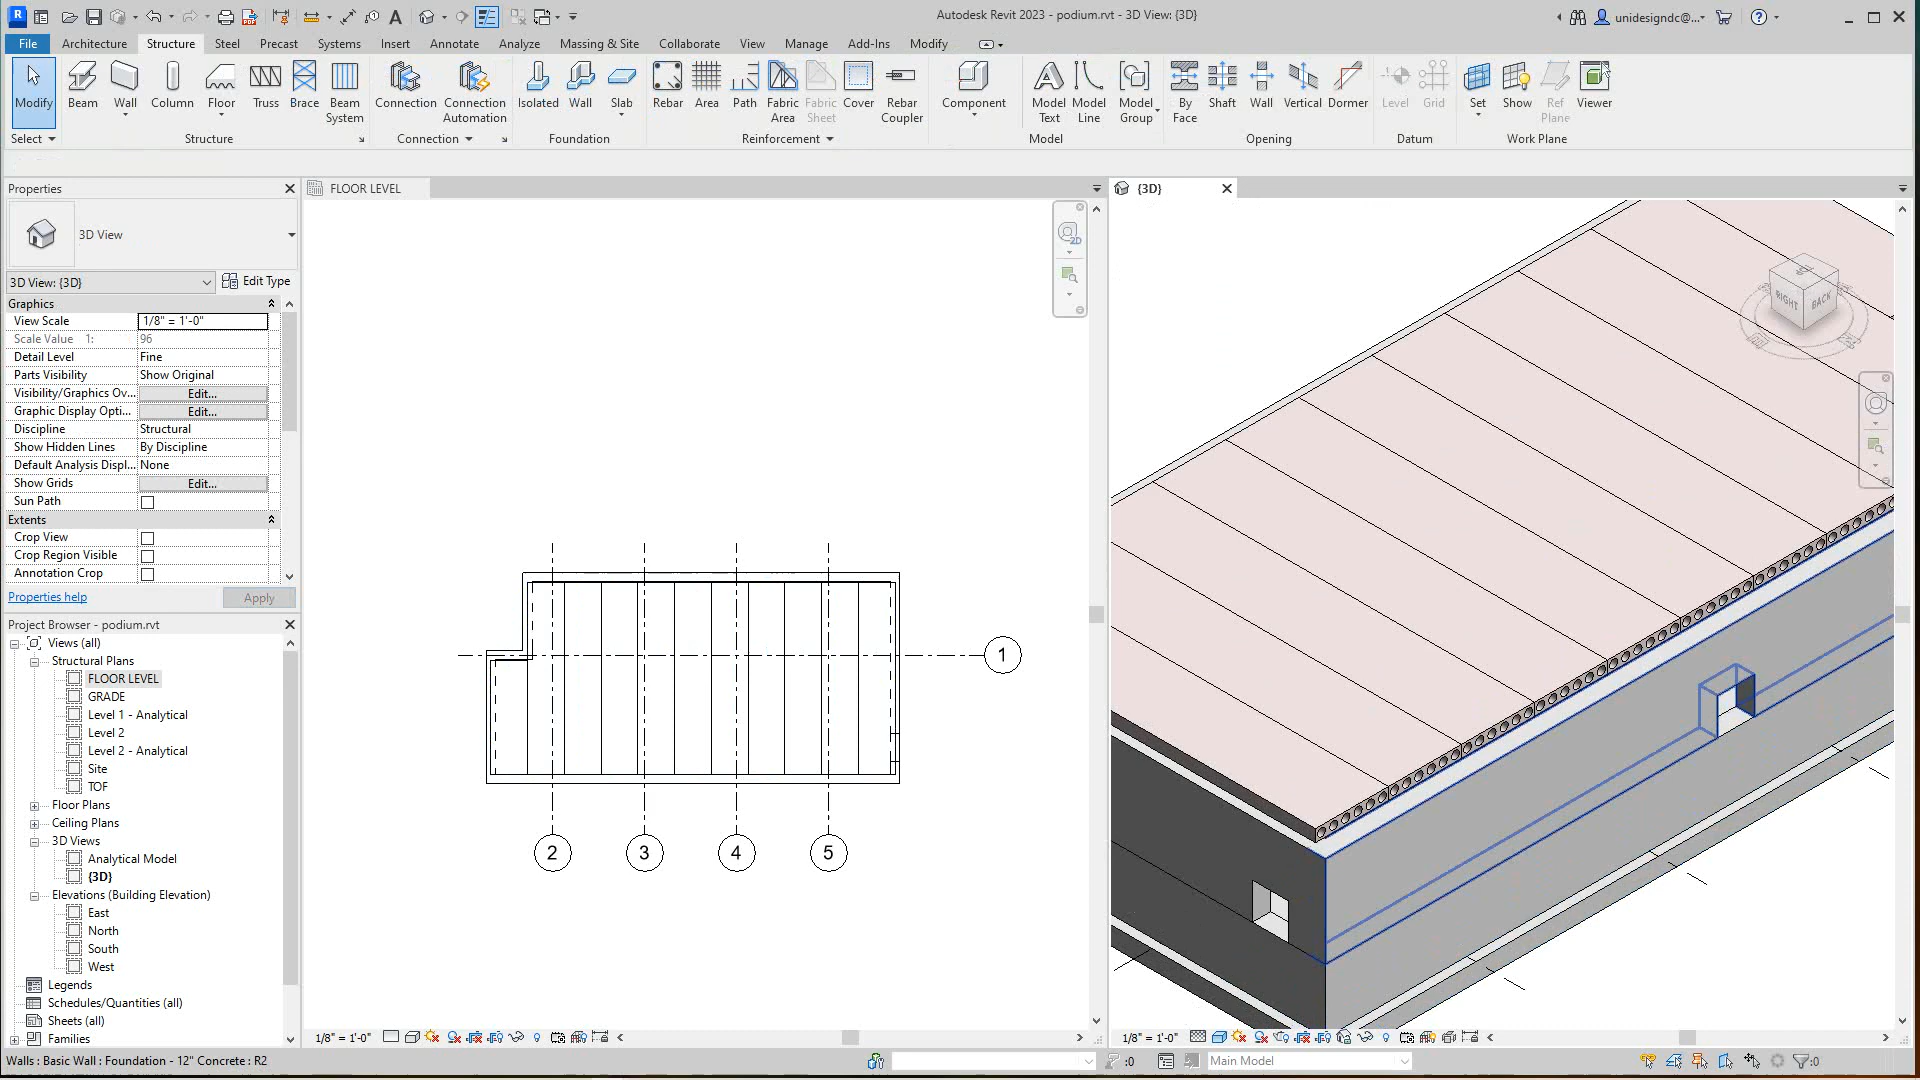 Autodesk Revit 2023 - podium.rvt - 3D View: {3D}
unidesigndc@...
File Architecture Structure Steel Precast Systems Insert Annotate Analyze Massing & Site Collaborate View Manage Add-Ins Modify
Modify
Beam
Wall
Column
Floor
Truss
Brace
Beam System
Connection
Connection Automation
Isolated
Wall
Slab
Rebar
Area
Path
Fabric Area
Fabric Sheet
Cover
Rebar Coupler
Component
Model Text
Model Line
Model Group
By Face
Shaft
Wall
Vertical
Dormer
Level
Grid
Set
Show
Ref Plane
Viewer
Select Structure Connection Foundation Reinforcement Model Opening Datum Work Plane
Properties
3D View
3D View: {3D} Edit Type
Graphics
View Scale 1/8" = 1'-0"
Scale Value 1: 96
Detail Level Fine
Parts Visibility Show Original
Visibility/Graphics Ov... Edit...
Graphic Display Opti... Edit...
Discipline Structural
Show Hidden Lines By Discipline
Default Analysis Displ... None
Show Grids Edit...
Sun Path
Extents
Crop View
Crop Region Visible
Annotation Crop
Properties help Apply
Project Browser - podium.rvt
Views (all)
Structural Plans
FLOOR LEVEL
GRADE
Level 1 - Analytical
Level 2
Level 2 - Analytical
Site
TOF
Floor Plans
Ceiling Plans
3D Views
Analytical Model
{3D}
Elevations (Building Elevation)
East
North
South
West
Legends
Schedules/Quantities (all)
Sheets (all)
Families
FLOOR LEVEL
2D
1
2 3 4 5
1/8" = 1'-0"
{3D}
RIGHT BACK
1/8" = 1'-0"
Walls : Basic Wall : Foundation - 12" Concrete : R2
:0
Main Model
:0